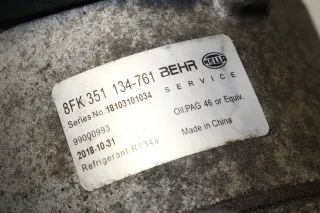 8FK 351 134-761 BEHR HELLA
SERVICE
Series No. 18103101034
99000993
Oil:PAG 46 or Equiv.
2018-10-31
Made in China
Refrigerant R134a